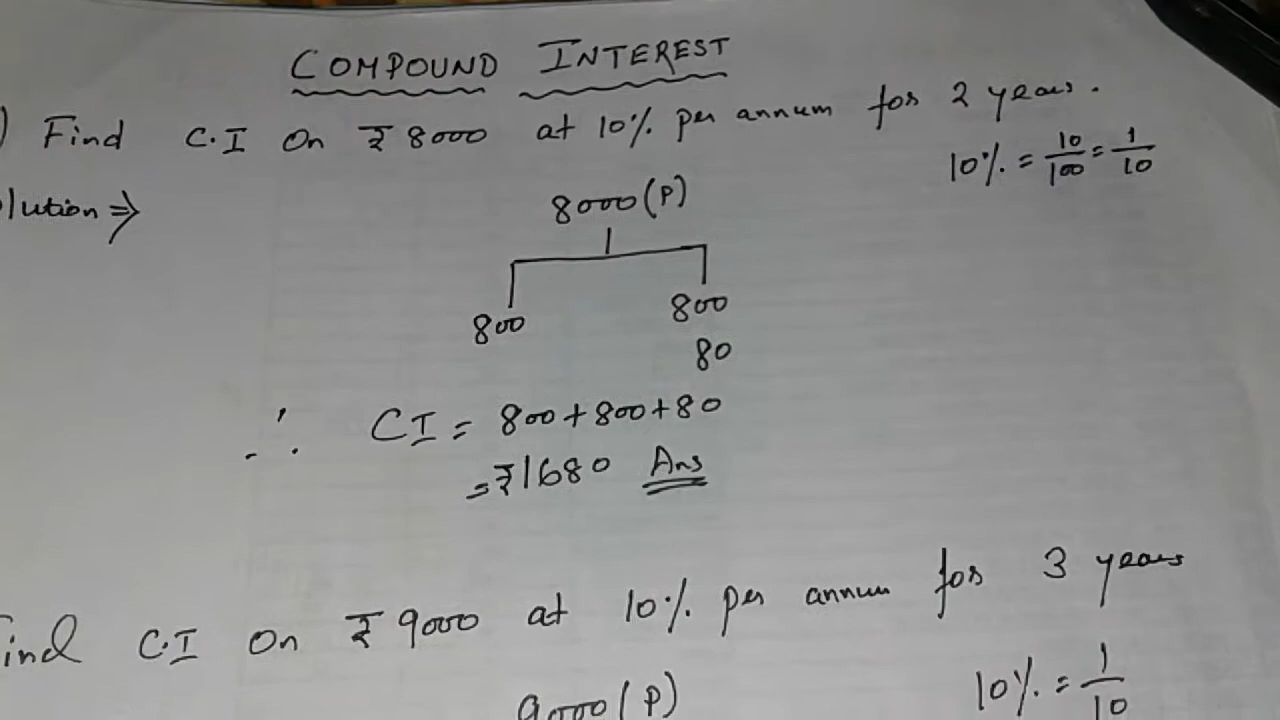 COMPOUND INTEREST
) Find C.I On ₹ 8000 at 10% per annum for 2 years.
10% = 10/100 = 1/10
lution ⇒
8000 (P)
800 800
80
∴ CI = 800 + 800 + 80
= ₹1680 Ans
ind C.I On ₹ 9000 at 10% per annum for 3 years
10% = 1/10
9000 (P)